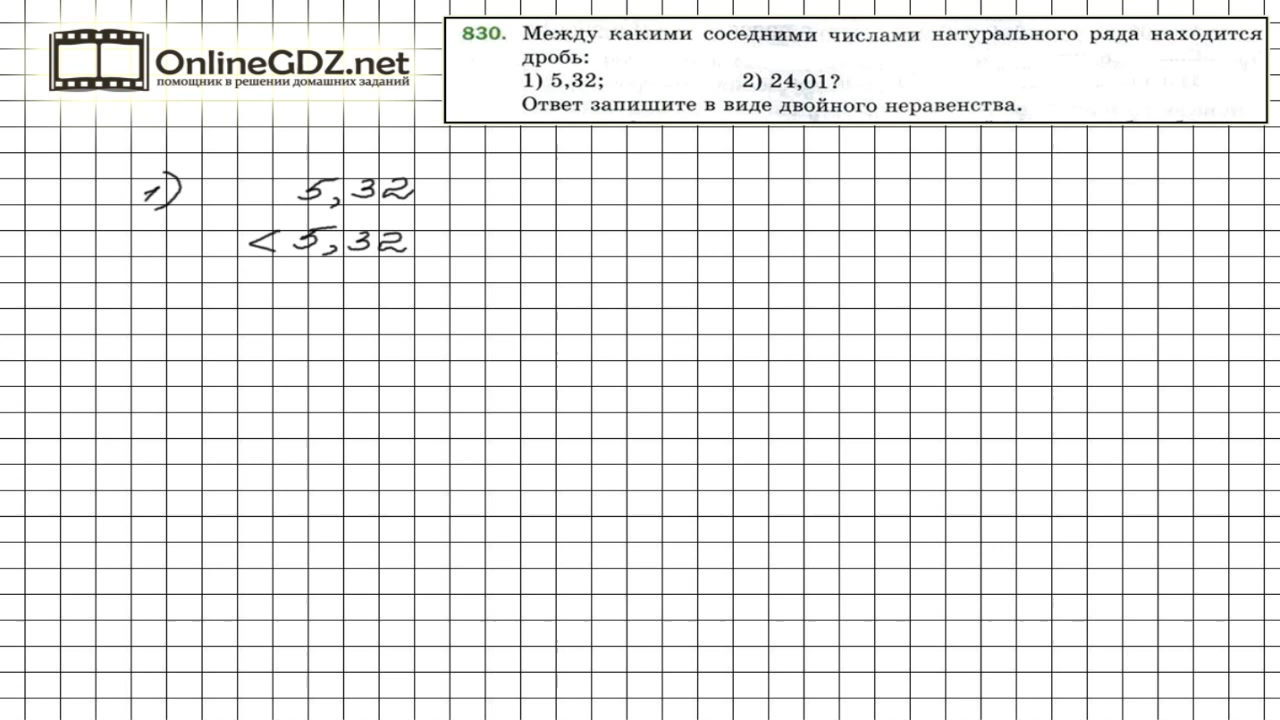 OnlineGDZ.net
помощник в решении домашних заданий
830. Между какими соседними числами натурального ряда находится
дробь:
1) 5,32; 2) 24,01?
Ответ запишите в виде двойного неравенства.
1) 5,32
< 5,32